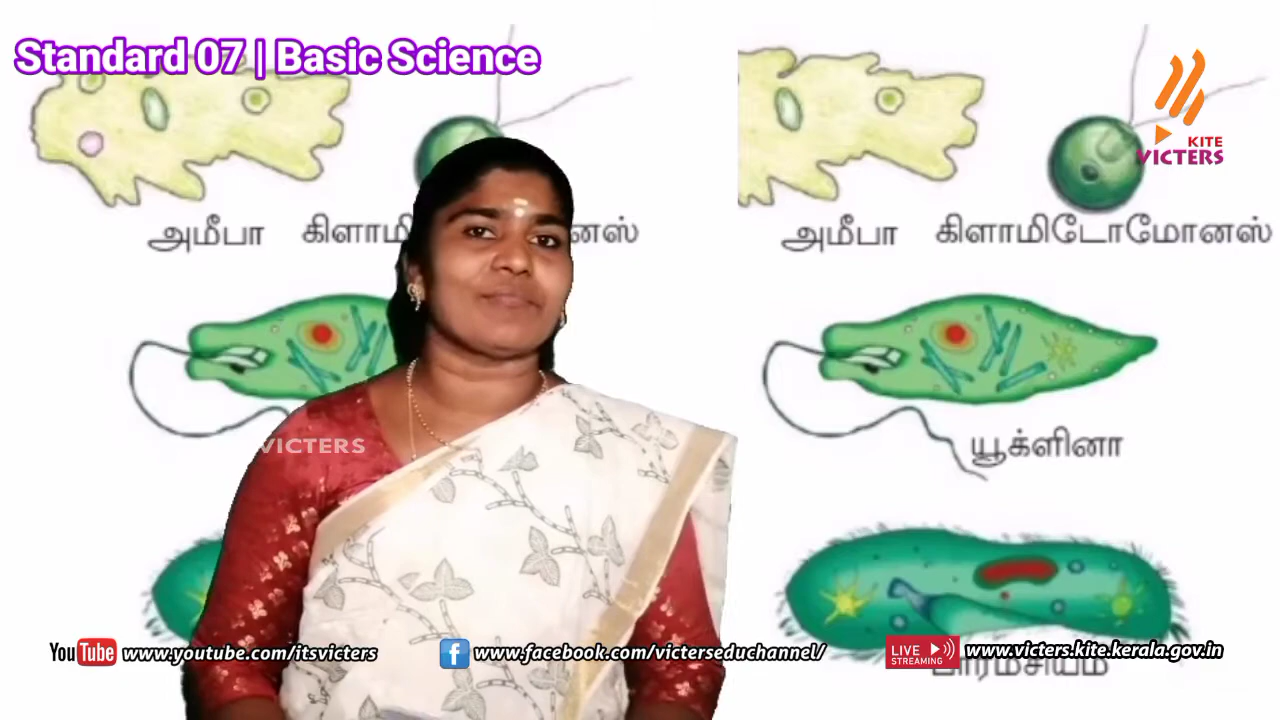 Standard 07 | Basic Science
KITE
VICTERS
அமீபா
அமீபா கிளாமிடோமோனஸ்
யூக்ளினா
VICTERS
YouTube www.youtube.com/itsvicters
www.facebook.com/victerseduchannel/
LIVE STREAMING www.victers.kite.kerala.gov.in